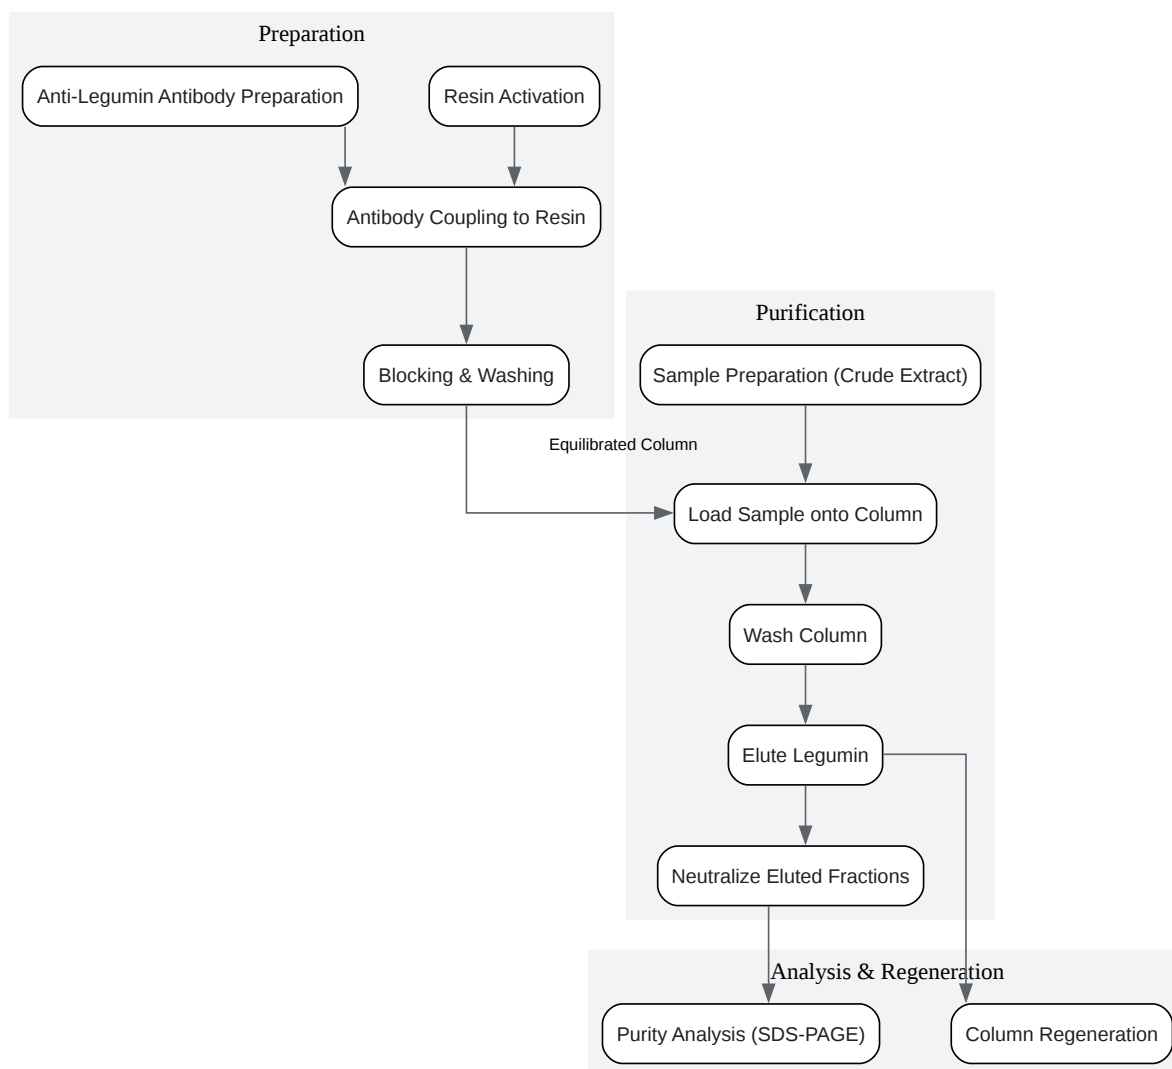 Preparation
Anti-Legumin Antibody Preparation
Resin Activation
Antibody Coupling to Resin
Blocking & Washing
Equilibrated Column
Purification
Sample Preparation (Crude Extract)
Load Sample onto Column
Wash Column
Elute Legumin
Neutralize Eluted Fractions
Analysis & Regeneration
Purity Analysis (SDS-PAGE)
Column Regeneration